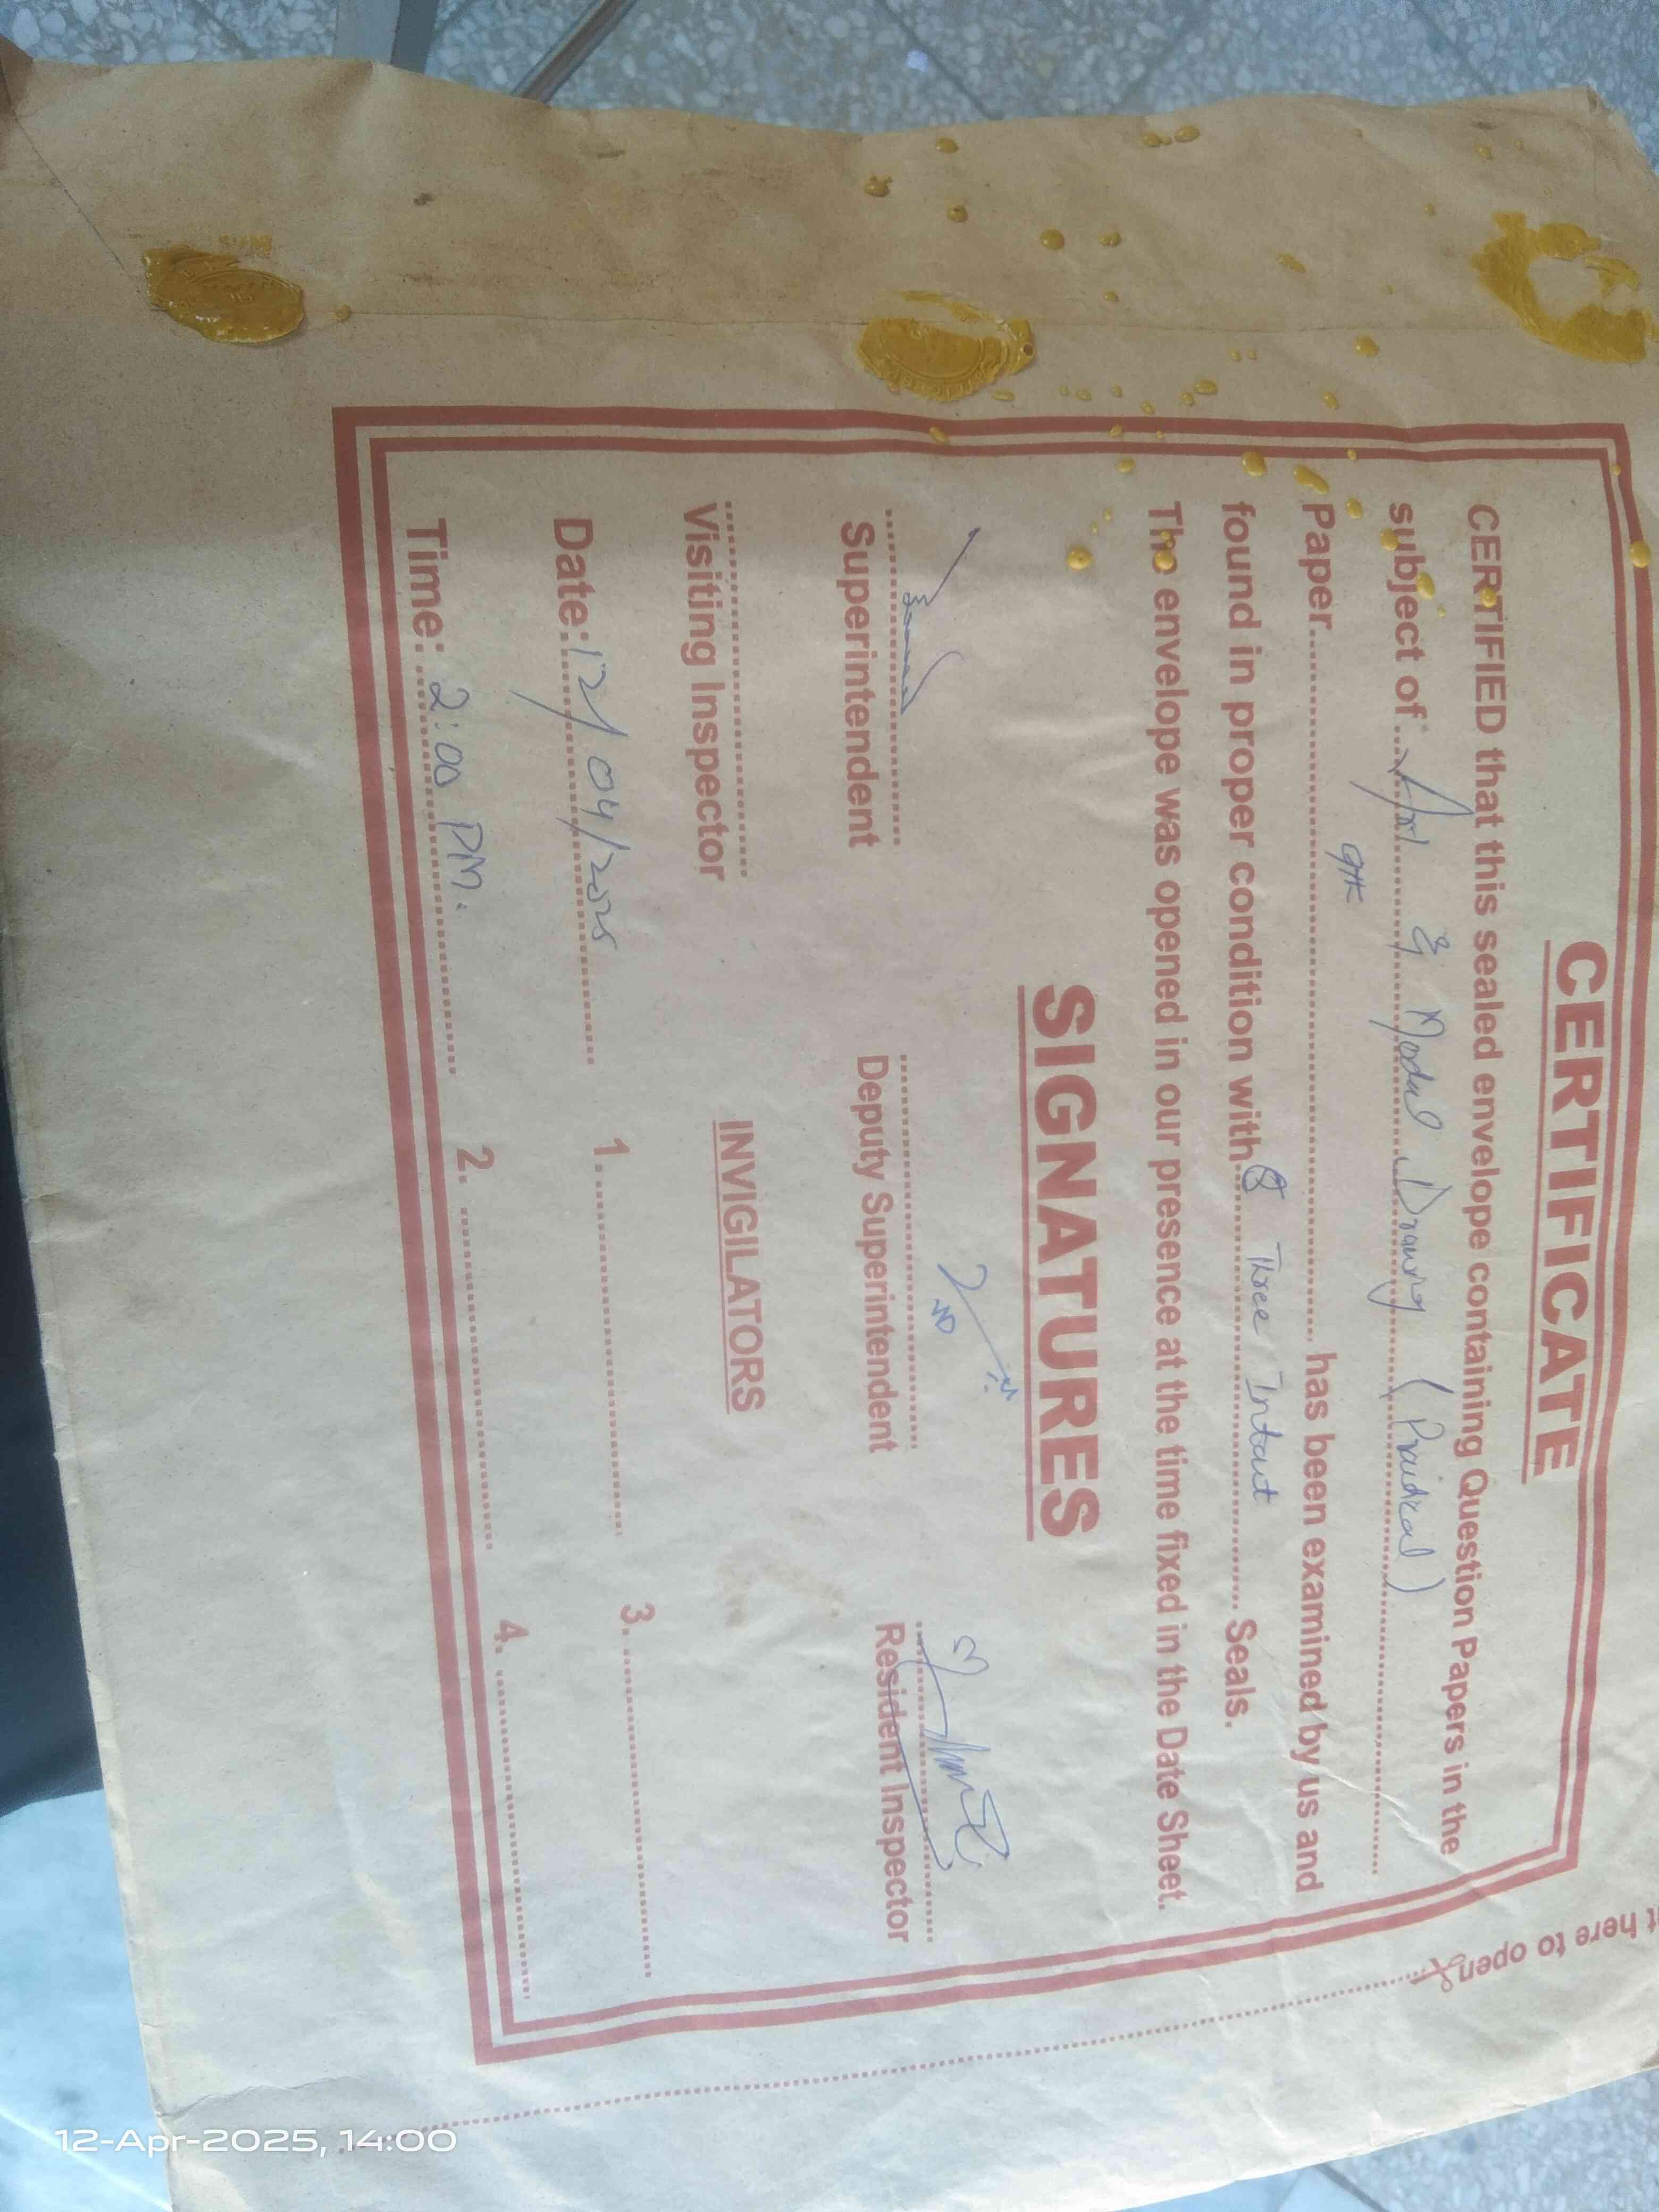 CERTIFICATE
CERTIFIED that this sealed envelope containing Question Papers in the
subject of Art & Model Drawing (Praidical)
9th
Paper has been examined by us and
found in proper condition with Three Intact Seals.
The envelope was opened in our presence at the time fixed in the Date Sheet.
SIGNATURES
Superintendent Deputy Superintendent Resident Inspector
Visiting Inspector
INVIGILATORS
Date: 12/04/2025 1. 3.
Time: 2:00 PM. 2. 4.
t here to open
12-Apr-2025, 14:00